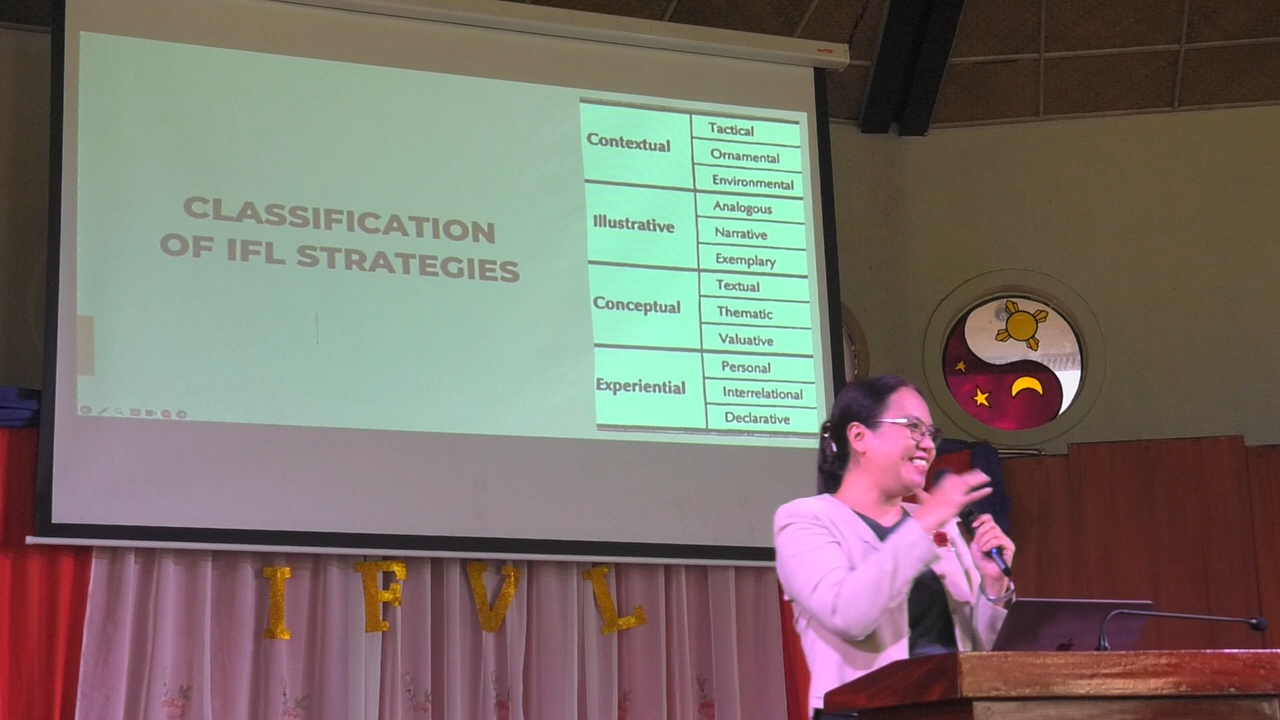 CLASSIFICATION
OF IFL STRATEGIES
Contextual
Tactical
Ornamental
Environmental
Illustrative
Analogous
Narrative
Exemplary
Conceptual
Textual
Thematic
Valuative
Experiential
Personal
Interrelational
Declarative
I F V L